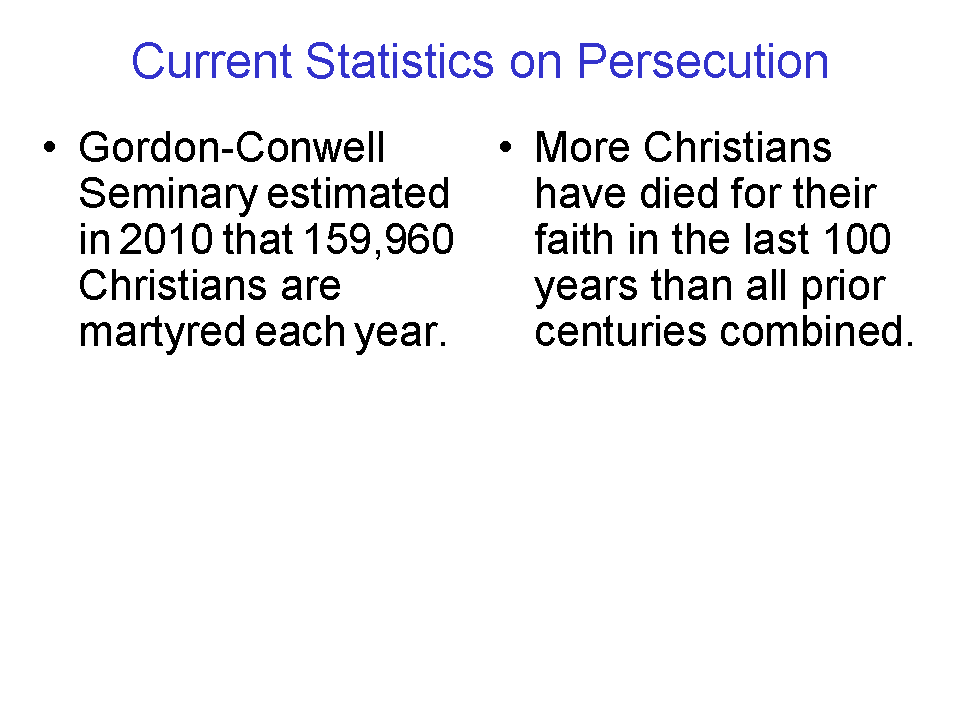 Current Statistics on Persecution
• Gordon-Conwell
Seminary estimated
in 2010 that 159,960
Christians are
martyred each year.
• More Christians
have died for their
faith in the last 100
years than all prior
centuries combined.